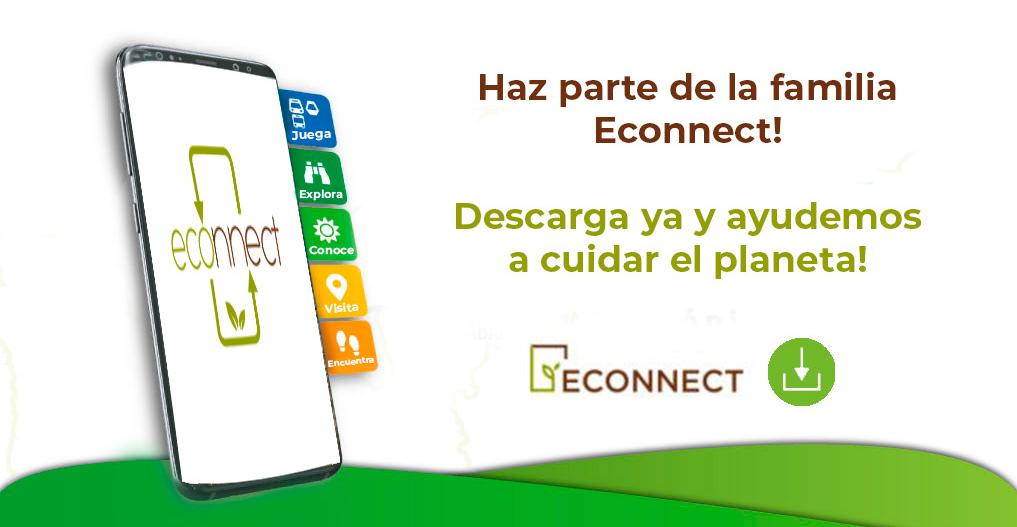 Juega
Explora
Conoce
Visita
Encuentra
econnect
Haz parte de la familia
Econnect!
Descarga ya y ayudemos
a cuidar el planeta!
ECONNECT